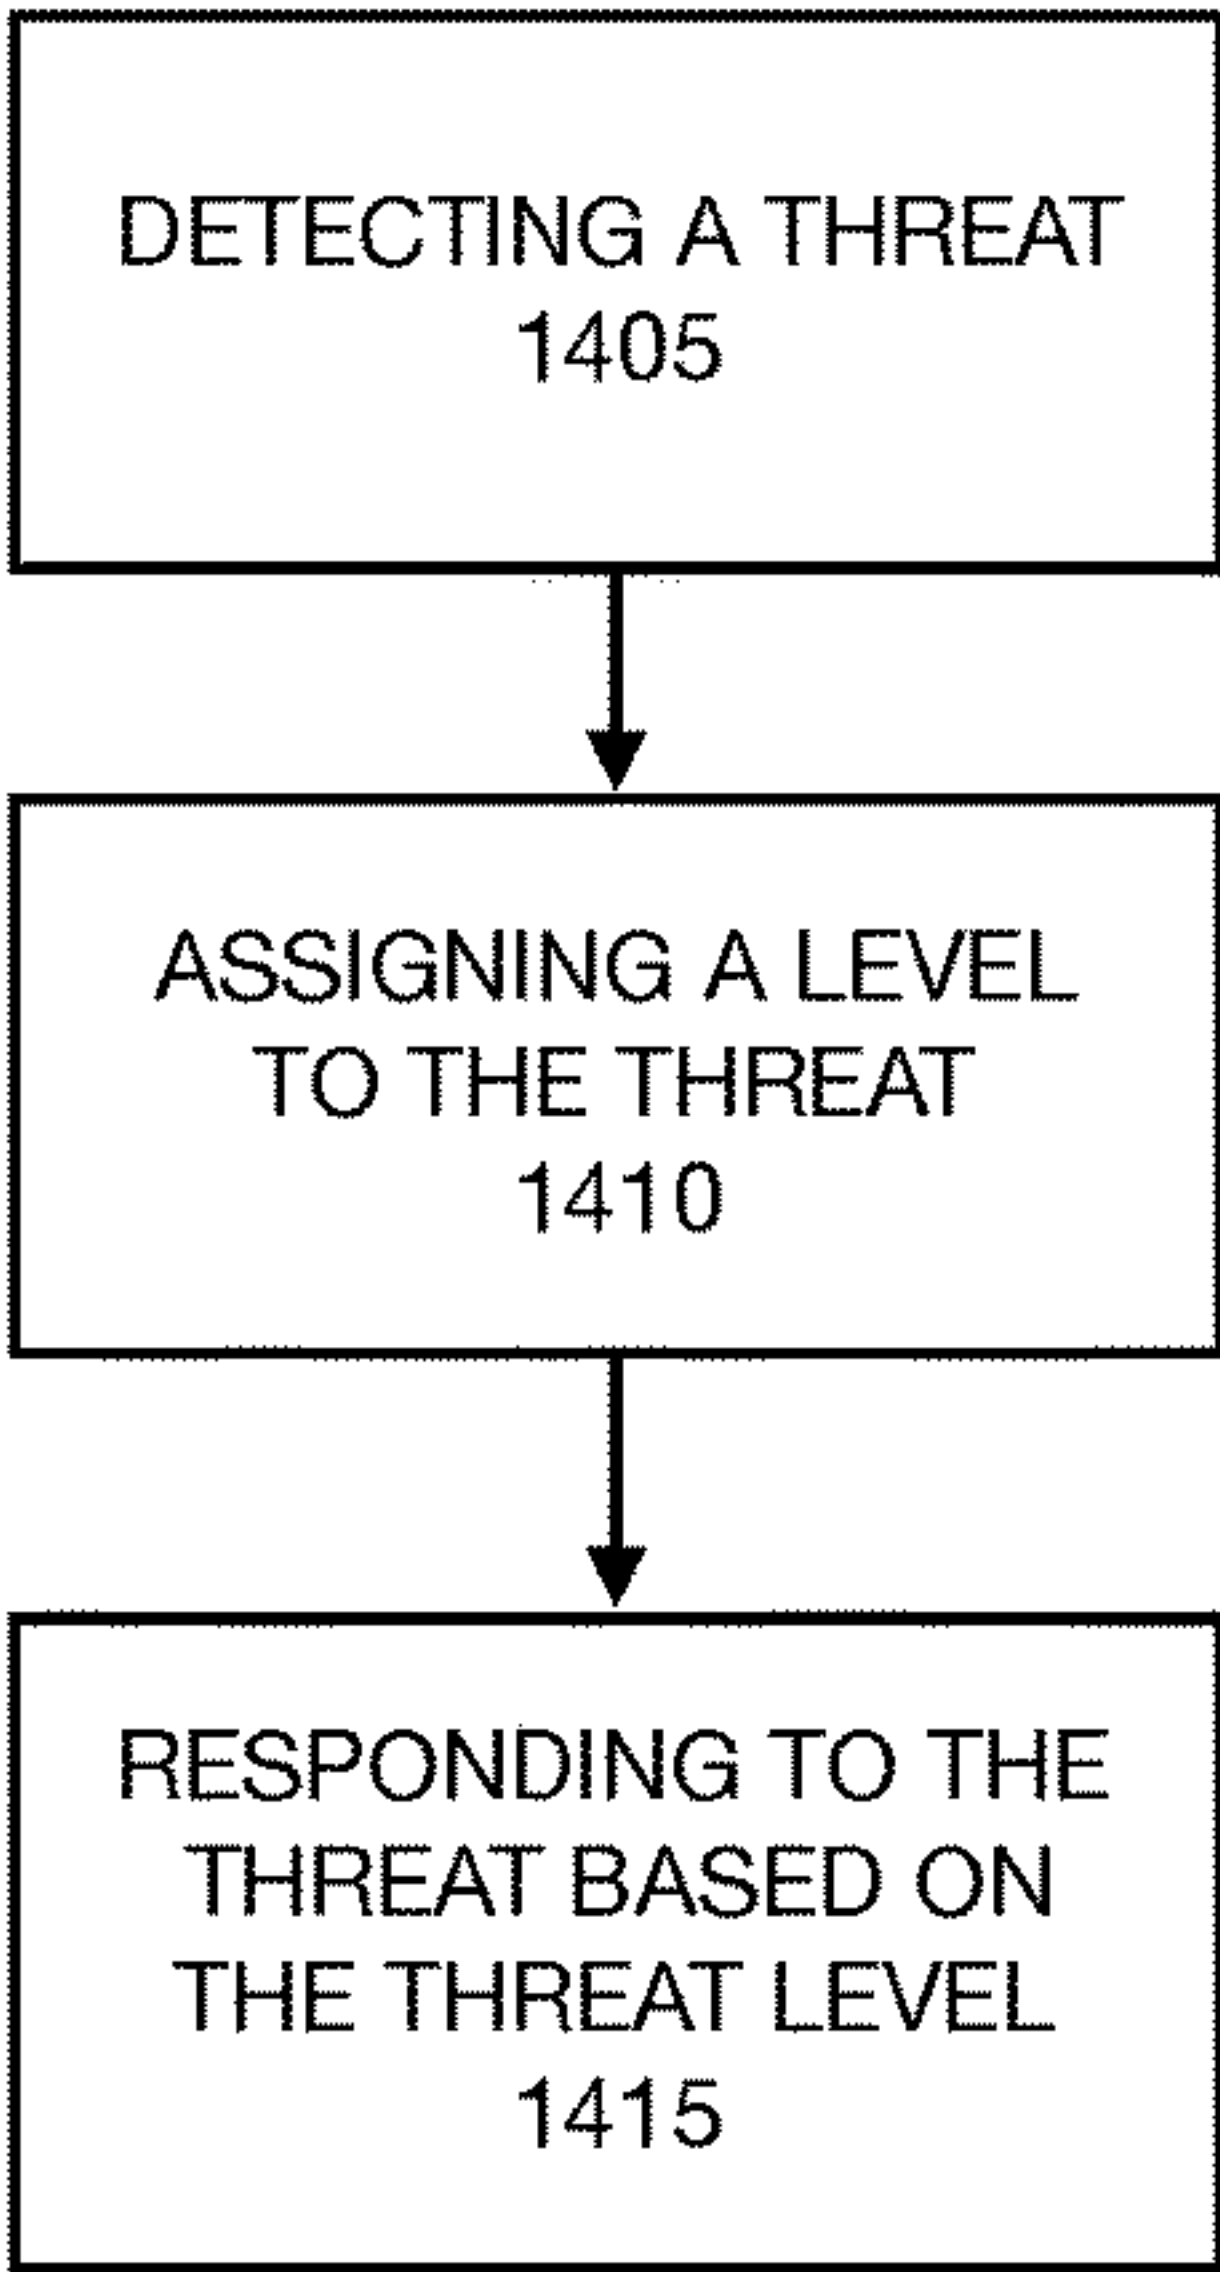 DETECTING A THREAT
1405
ASSIGNING A LEVEL
TO THE THREAT
1410
RESPONDING TO THE
THREAT BASED ON
THE THREAT LEVEL
1415